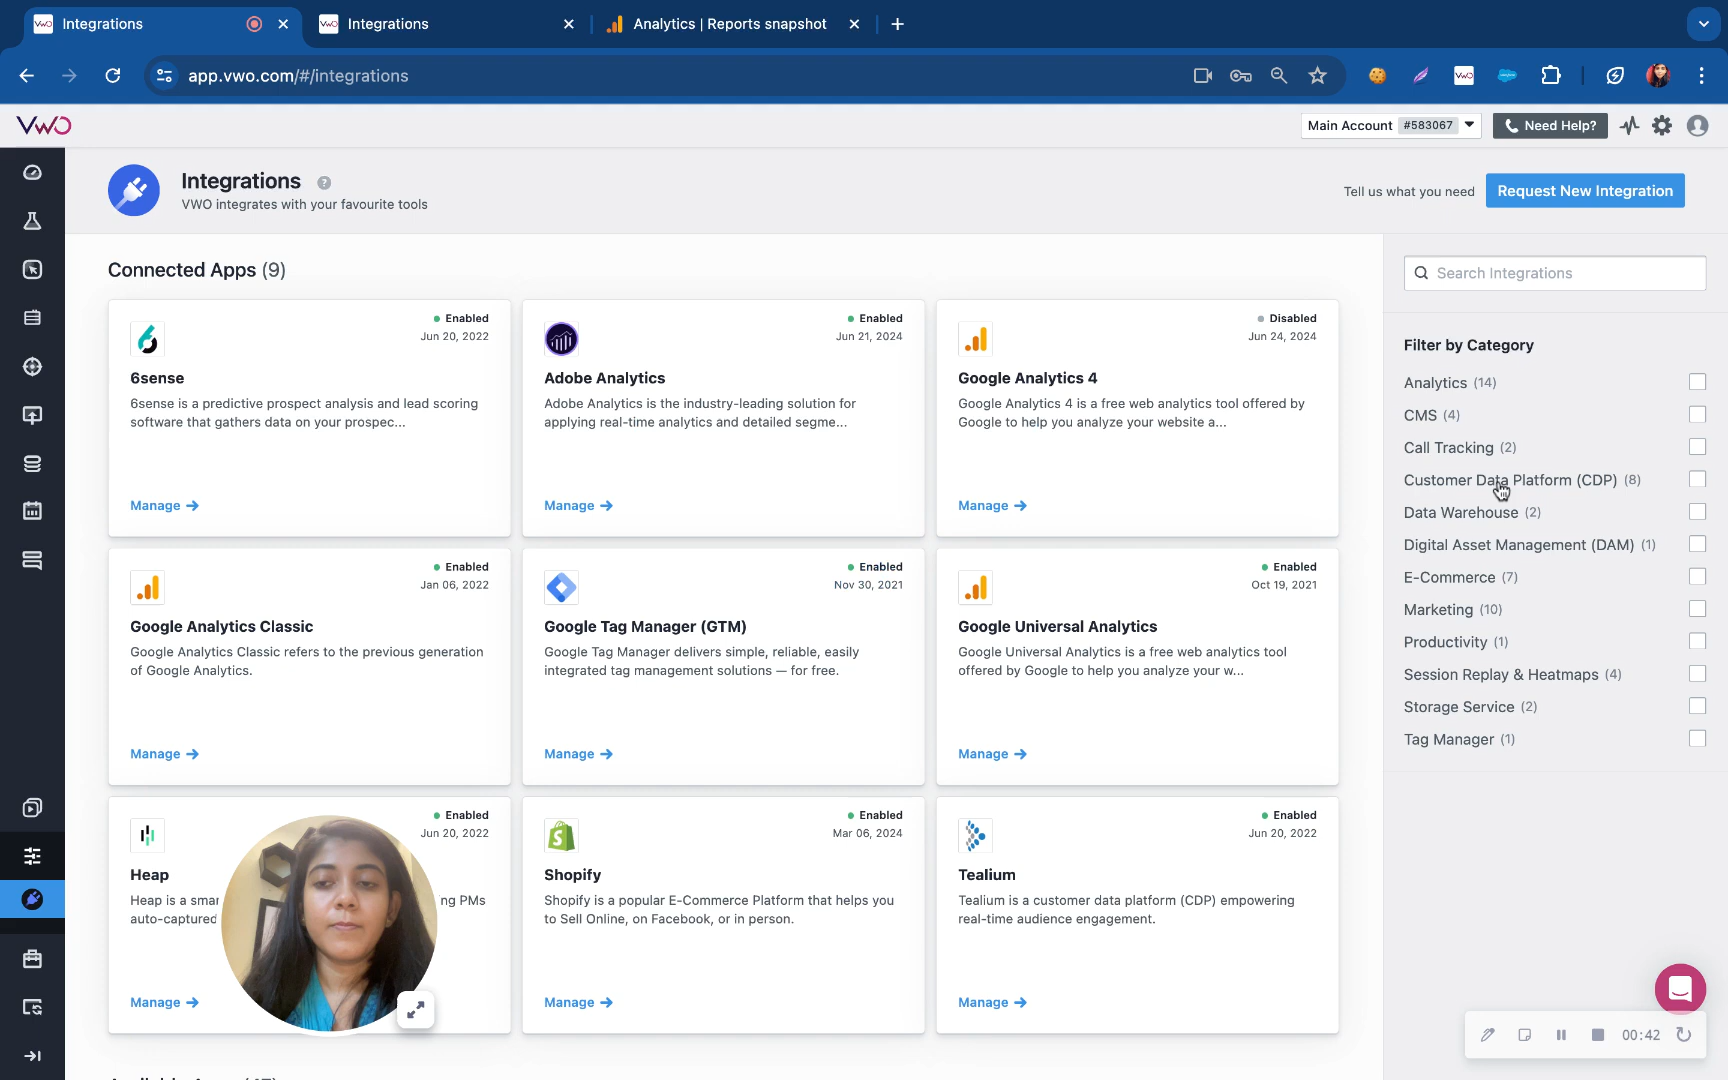 Integrations
Integrations
Analytics | Reports snapshot
app.vwo.com/#/integrations
VWO
Main Account #583067
Need Help?
Integrations
VWO integrates with your favourite tools
Tell us what you need
Request New Integration
Connected Apps (9)
Enabled
Jun 20, 2022
6sense
6sense is a predictive prospect analysis and lead scoring
software that gathers data on your prospec...
Manage
Enabled
Jun 21, 2024
Adobe Analytics
Adobe Analytics is the industry-leading solution for
applying real-time analytics and detailed segme...
Manage
Disabled
Jun 24, 2024
Google Analytics 4
Google Analytics 4 is a free web analytics tool offered by
Google to help you analyze your website a...
Manage
Enabled
Jan 06, 2022
Google Analytics Classic
Google Analytics Classic refers to the previous generation
of Google Analytics.
Manage
Enabled
Nov 30, 2021
Google Tag Manager (GTM)
Google Tag Manager delivers simple, reliable, easily
integrated tag management solutions — for free.
Manage
Enabled
Oct 19, 2021
Google Universal Analytics
Google Universal Analytics is a free web analytics tool
offered by Google to help you analyze your w...
Manage
Enabled
Jun 20, 2022
Heap
Heap is a smar ng PMs
auto-captured
Manage
Enabled
Mar 06, 2024
Shopify
Shopify is a popular E-Commerce Platform that helps you
to Sell Online, on Facebook, or in person.
Manage
Enabled
Jun 20, 2022
Tealium
Tealium is a customer data platform (CDP) empowering
real-time audience engagement.
Manage
Search Integrations
Filter by Category
Analytics (14)
CMS (4)
Call Tracking (2)
Customer Data Platform (CDP) (8)
Data Warehouse (2)
Digital Asset Management (DAM) (1)
E-Commerce (7)
Marketing (10)
Productivity (1)
Session Replay & Heatmaps (4)
Storage Service (2)
Tag Manager (1)
00:42